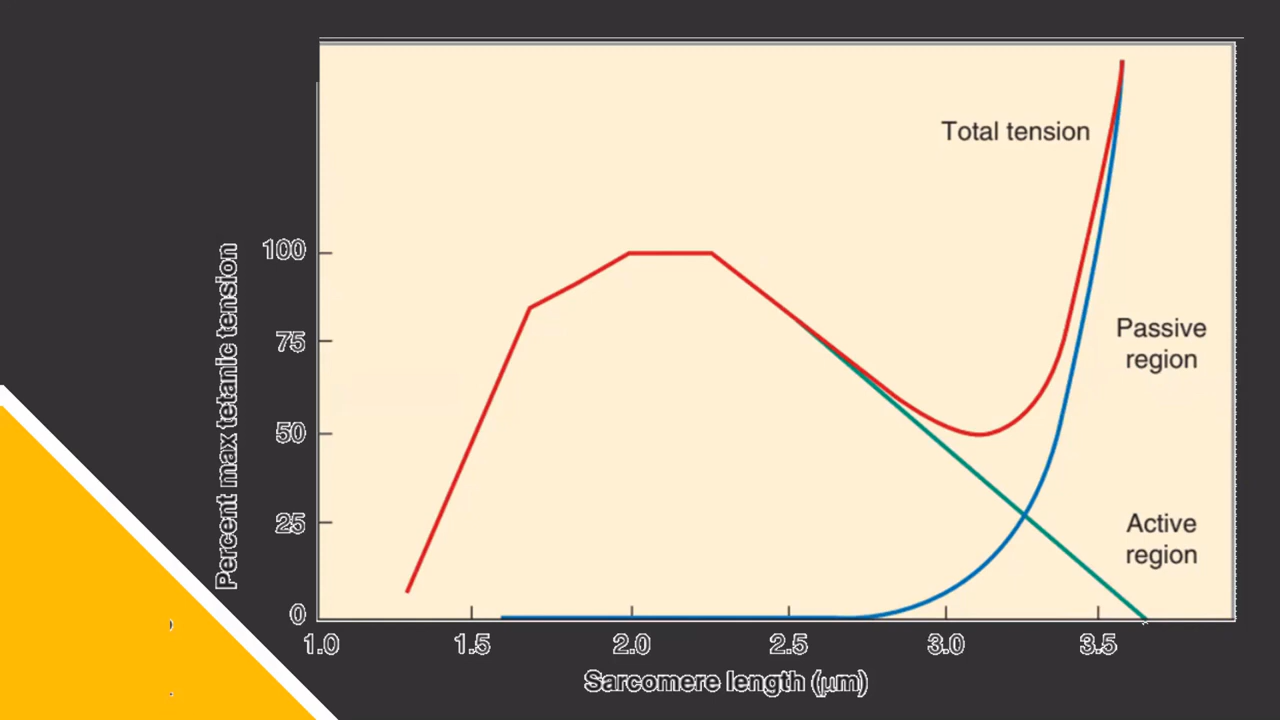 Total tension
Passive
region
Active
region
Percent max tetanic tension
100
75
50
25
0
1.0 1.5 2.0 2.5 3.0 3.5
Sarcomere length (µm)